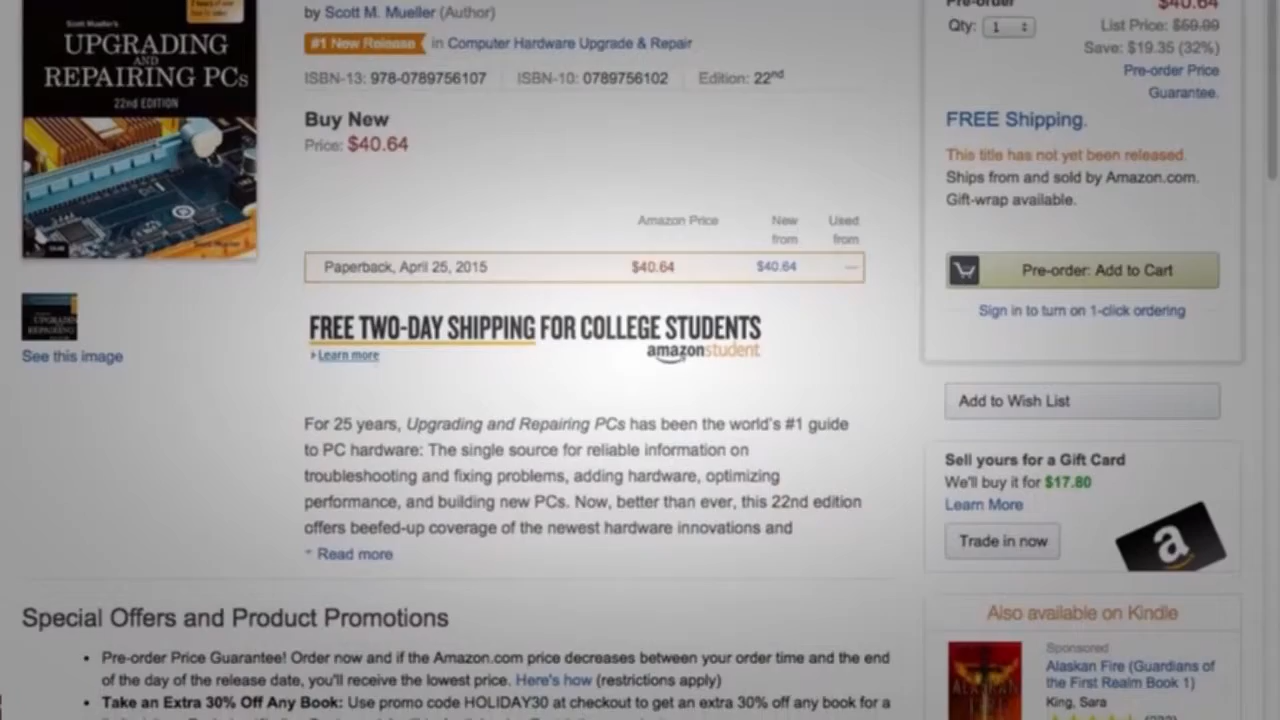 Scott Mueller's
UPGRADING
AND
REPAIRING PCs
22ND EDITION
Scott Mueller
See this image
by Scott M. Mueller (Author)
#1 New Release in Computer Hardware Upgrade & Repair
ISBN-13: 978-0789756107 ISBN-10: 0789756102 Edition: 22nd
Buy New
Price: $40.64
Amazon Price New from Used from
Paperback, April 25, 2015 $40.64 $40.64 —
FREE TWO-DAY SHIPPING FOR COLLEGE STUDENTS
Learn more amazonstudent
For 25 years, Upgrading and Repairing PCs has been the world's #1 guide
to PC hardware: The single source for reliable information on
troubleshooting and fixing problems, adding hardware, optimizing
performance, and building new PCs. Now, better than ever, this 22nd edition
offers beefed-up coverage of the newest hardware innovations and
Read more
Pre-order $40.64
Qty: 1 List Price: $59.99
Save: $19.35 (32%)
Pre-order Price
Guarantee.
FREE Shipping.
This title has not yet been released.
Ships from and sold by Amazon.com.
Gift-wrap available.
Pre-order: Add to Cart
Sign in to turn on 1-click ordering
Add to Wish List
Sell yours for a Gift Card
We'll buy it for $17.80
Learn More
Trade in now
a
Special Offers and Product Promotions
• Pre-order Price Guarantee! Order now and if the Amazon.com price decreases between your order time and the end
of the day of the release date, you'll receive the lowest price. Here's how (restrictions apply)
• Take an Extra 30% Off Any Book: Use promo code HOLIDAY30 at checkout to get an extra 30% off any book for a
Also available on Kindle
Sponsored
Alaskan Fire (Guardians of
the First Realm Book 1)
King, Sara